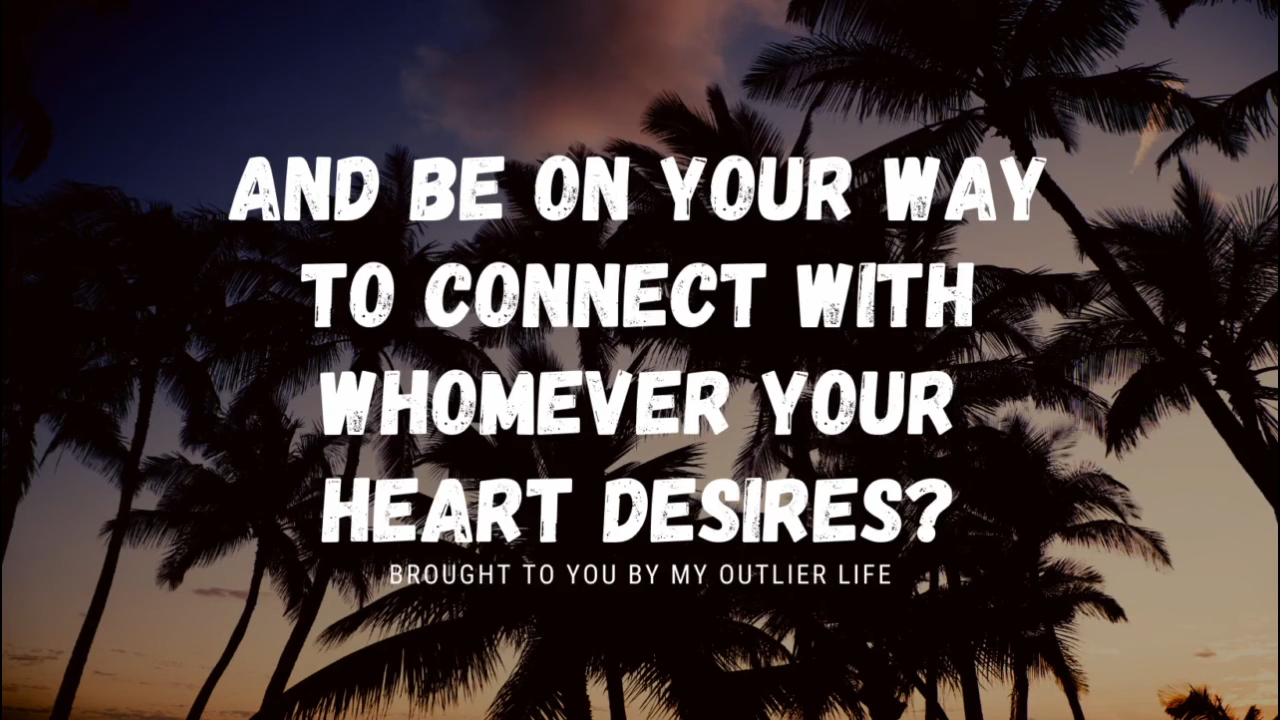 AND BE ON YOUR WAY
TO CONNECT WITH
WHOMEVER YOUR
HEART DESIRES?
BROUGHT TO YOU BY MY OUTLIER LIFE